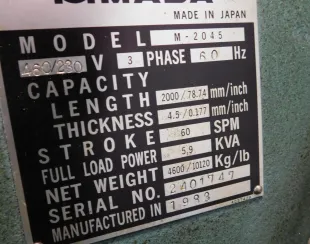 MADE IN JAPAN
MODEL M-2045
460/230 V 3 PHASE 60 Hz
CAPACITY
LENGTH 2000/78.74 mm/inch
THICKNESS 4.5/0.177 mm/inch
STROKE 60 SPM
FULL LOAD POWER 5.9 KVA
NET WEIGHT 4600/10120 Kg/lb
SERIAL NO. 2401747
MANUFACTURED IN 1983